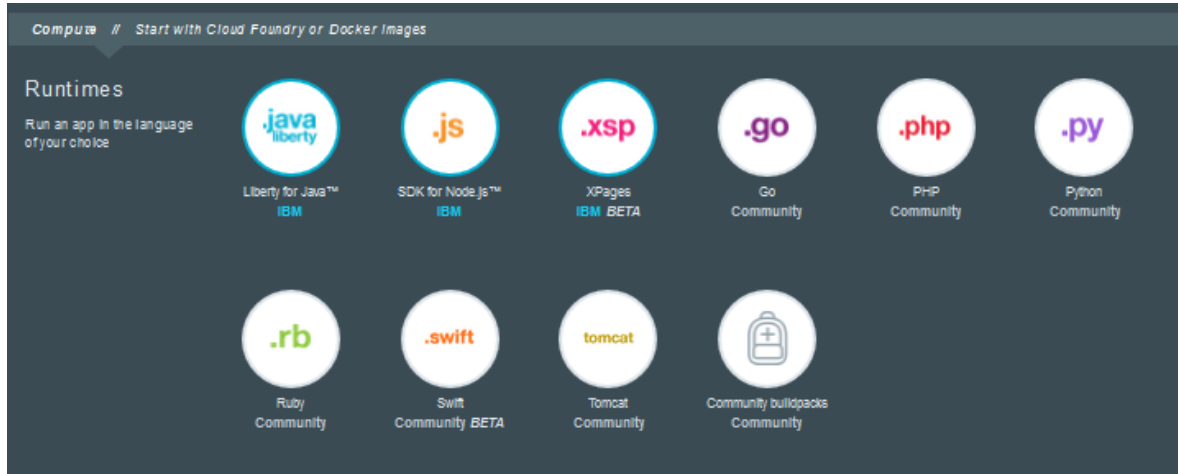 Compute // Start with Cloud Foundry or Docker Images
Runtimes
Run an app in the language
of your choice
.java
liberty
.js
.xsp
.go
.php
.py
Liberty for Java™
SDK for Node.js™
XPages
Go
PHP
Python
IBM
IBM
IBM BETA
Community
Community
Community
.rb
.swift
tomcat
Ruby
Swift
Tomcat
Community buildpacks
Community
Community BETA
Community
Community